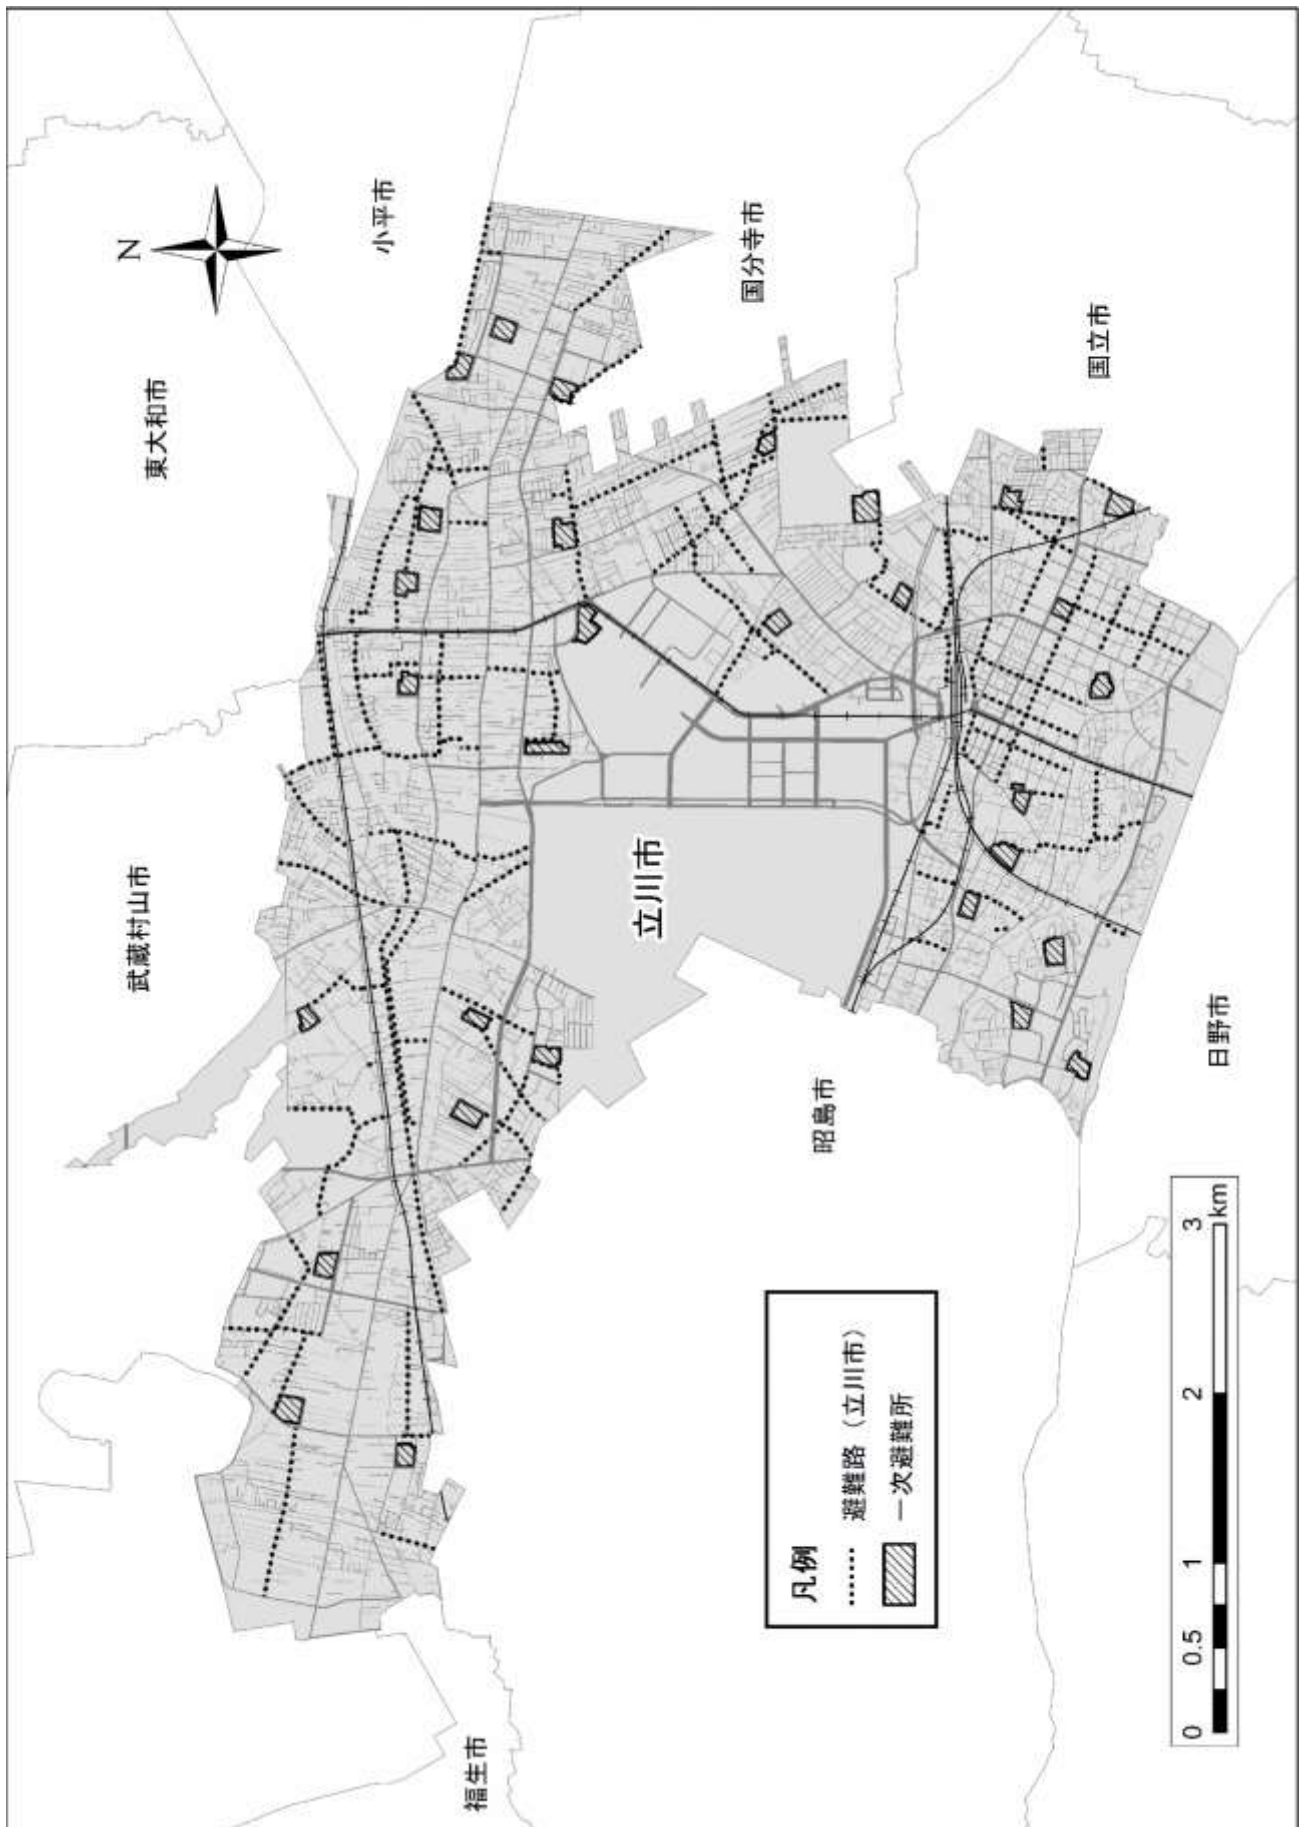 N
小平市
東大和市
国分寺市
国立市
武蔵村山市
立川市
日野市
昭島市
福生市
凡例
避難路（立川市）
一次避難所
0 0.5 1 2 3
km